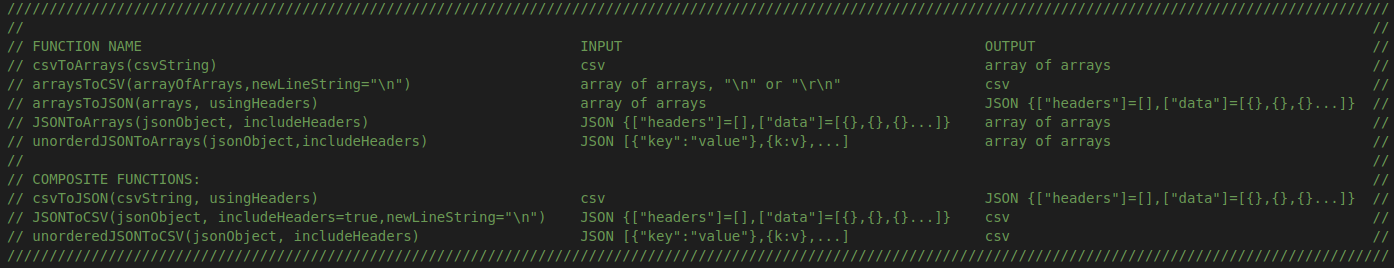 ////////////////////////////////////////////////////////////////////////////////////////////////////////////////////////////////////////////////////////////////////
//                                                                                                                                                                //
// FUNCTION NAME                                                    INPUT                                           OUTPUT                                        //
// csvToArrays(csvString)                                           csv                                             array of arrays                               //
// arraysToCSV(arrayOfArrays,newLineString="\n")                    array of arrays, "\n" or "\r\n"                 csv                                           //
// arraysToJSON(arrays, usingHeaders)                               array of arrays                                 JSON {["headers"]=[],["data"]=[{},{},{}...]}  //
// JSONToArrays(jsonObject, includeHeaders)                         JSON {["headers"]=[],["data"]=[{},{},{}...]}    array of arrays                               //
// unorderdJSONToArrays(jsonObject,includeHeaders)                  JSON [{"key":"value"},{k:v},...]                array of arrays                               //
//                                                                                                                                                                //
// COMPOSITE FUNCTIONS:                                                                                                                                           //
// csvToJSON(csvString, usingHeaders)                               csv                                             JSON {["headers"]=[],["data"]=[{},{},{}...]}  //
// JSONToCSV(jsonObject, includeHeaders=true,newLineString="\n")    JSON {["headers"]=[],["data"]=[{},{},{}...]}    csv                                           //
// unorderedJSONToCSV(jsonObject, includeHeaders)                   JSON [{"key":"value"},{k:v},...]                csv                                           //
////////////////////////////////////////////////////////////////////////////////////////////////////////////////////////////////////////////////////////////////////